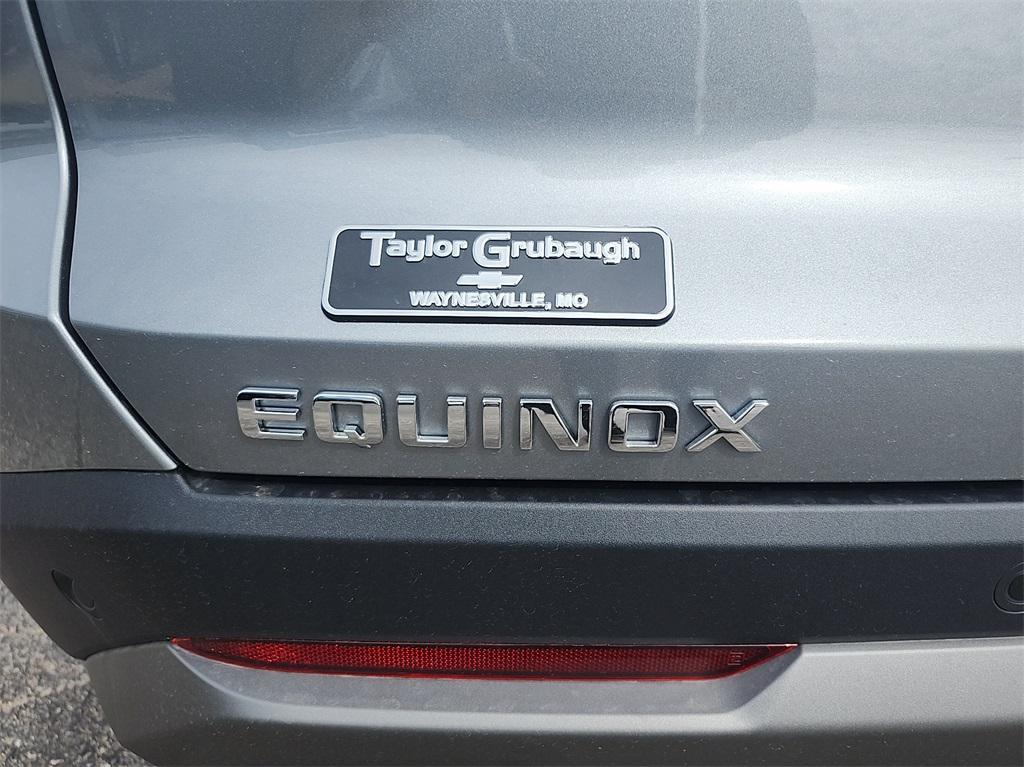 Taylor Grubaugh
WAYNESVILLE, MO
EQUINOX